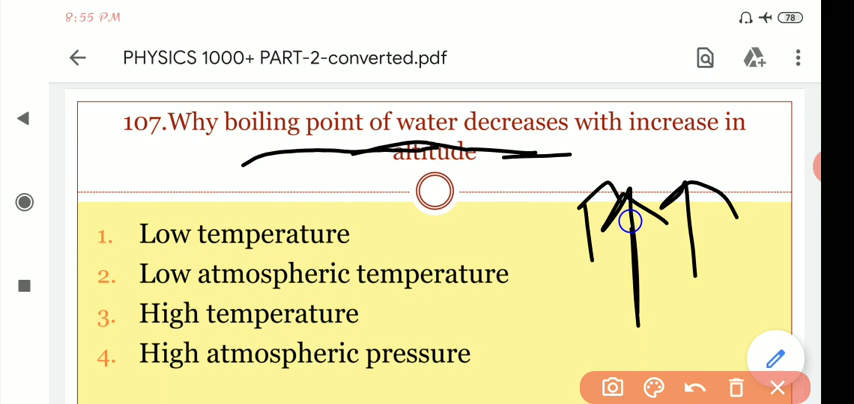 8:55 PM
78
PHYSICS 1000+ PART-2-converted.pdf
107.Why boiling point of water decreases with increase in
altitude
1. Low temperature
2. Low atmospheric temperature
3. High temperature
4. High atmospheric pressure